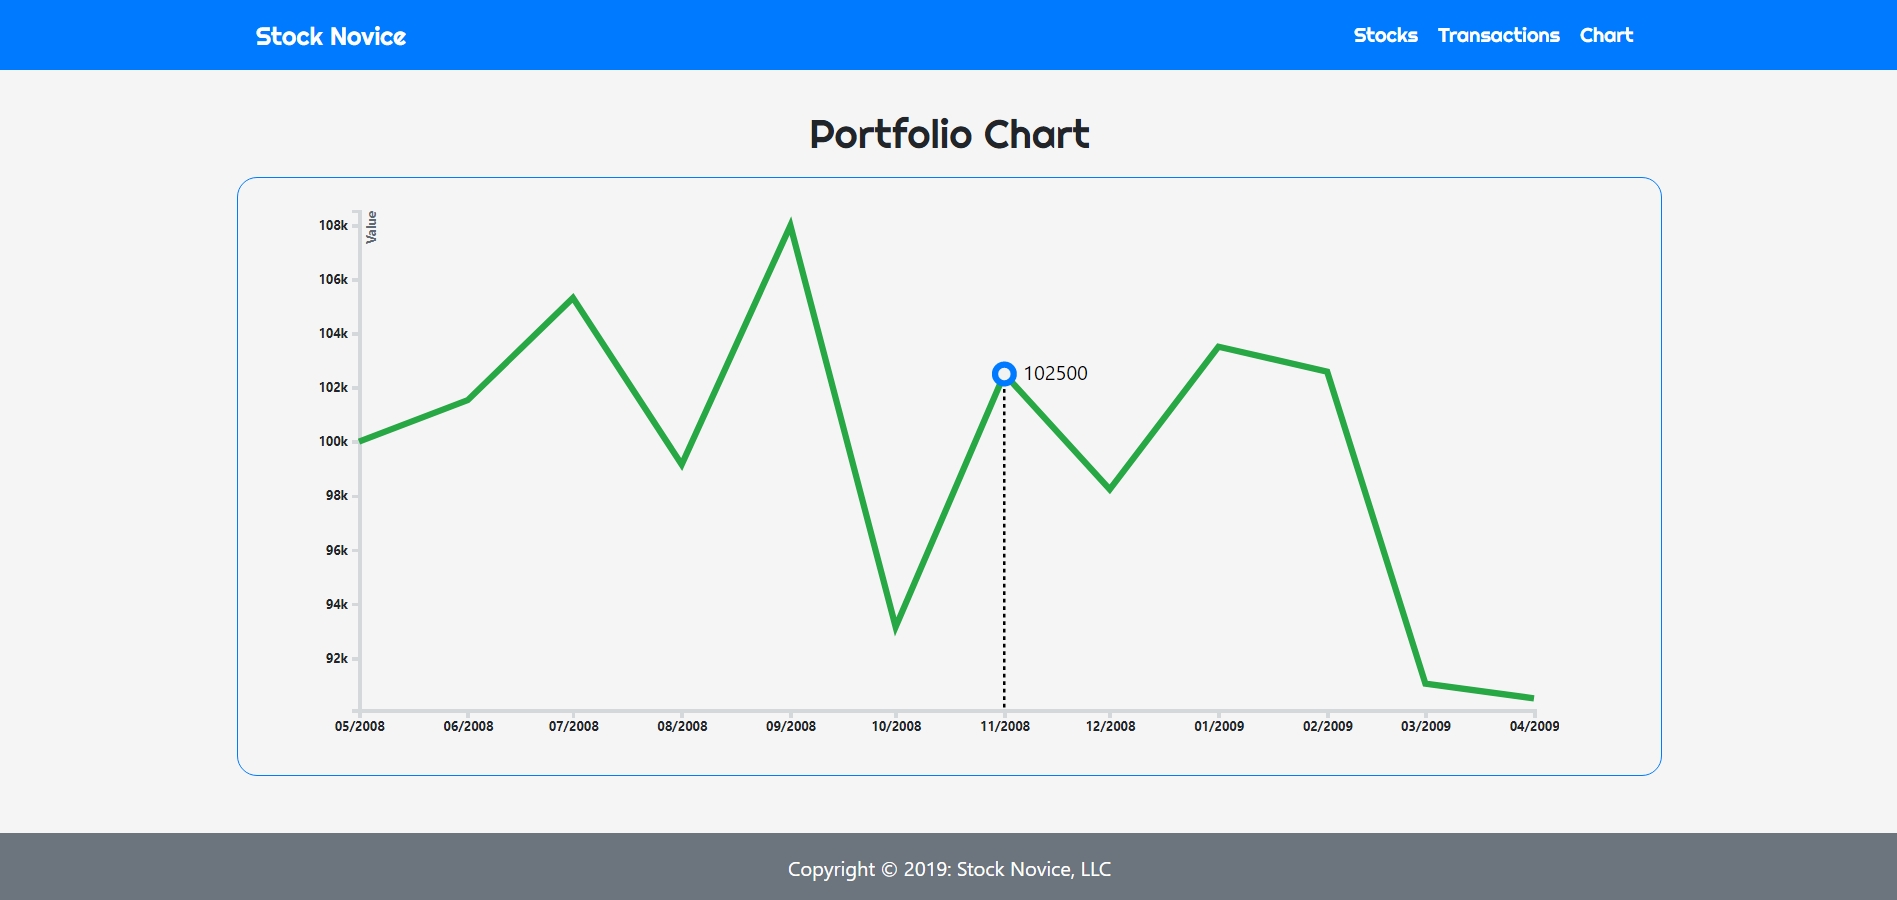 Stock Novice
Stocks Transactions Chart
Portfolio Chart
Value
108k
106k
104k
102k
100k
98k
96k
94k
92k
102500
05/2008 06/2008 07/2008 08/2008 09/2008 10/2008 11/2008 12/2008 01/2009 02/2009 03/2009 04/2009
Copyright © 2019: Stock Novice, LLC